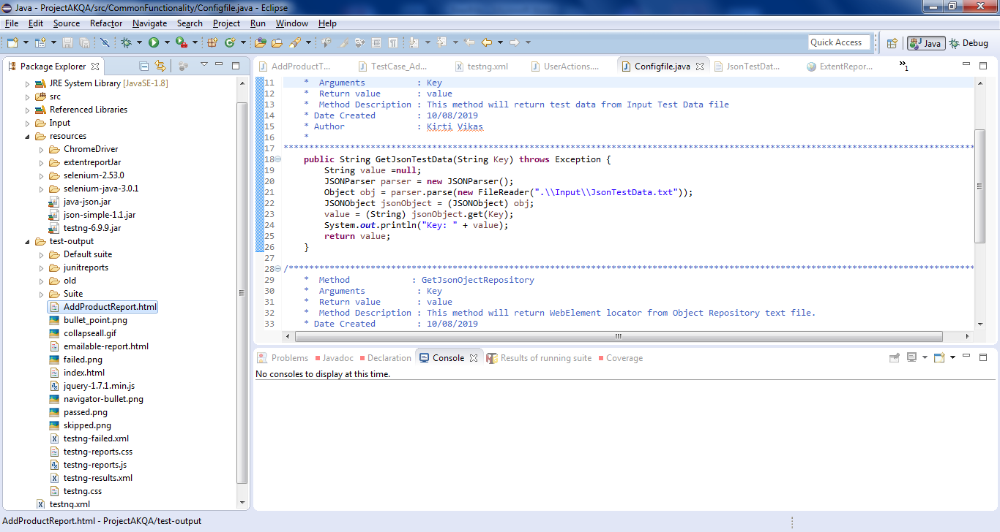 Java - ProjectAKQA/src/CommonFunctionality/Configfile.java - Eclipse
File Edit Source Refactor Navigate Search Project Run Window Help
Quick Access Java Debug
Package Explorer
JRE System Library [JavaSE-1.8]
src
Referenced Libraries
Input
resources
ChromeDriver
extentreportJar
selenium-2.53.0
selenium-java-3.0.1
java-json.jar
json-simple-1.1.jar
testng-6.9.9.jar
test-output
Default suite
junitreports
old
Suite
AddProductReport.html
bullet_point.png
collapseall.gif
emailable-report.html
failed.png
index.html
jquery-1.7.1.min.js
navigator-bullet.png
passed.png
skipped.png
testng-failed.xml
testng-reports.css
testng-reports.js
testng-results.xml
testng.css
testng.xml
AddProductT... TestCase_Ad... testng.xml UserActions.... Configfile.java JsonTestDat... ExtentRepor... »1
11 * Arguments : Key
12 * Return value : value
13 * Method Description : This method will return test data from Input Test Data file
14 * Date Created : 10/08/2019
15 * Author : Kirti Vikas
16 *
17 ****************************************************************************************************************************************
18 public String GetJsonTestData(String Key) throws Exception {
19 String value =null;
20 JSONParser parser = new JSONParser();
21 Object obj = parser.parse(new FileReader(".\\Input\\JsonTestData.txt"));
22 JSONObject jsonObject = (JSONObject) obj;
23 value = (String) jsonObject.get(Key);
24 System.out.println("Key: " + value);
25 return value;
26 }
27
28 /***************************************************************************************************************************************
29 * Method : GetJsonOjectRepository
30 * Arguments : Key
31 * Return value : value
32 * Method Description : This method will return WebElement locator from Object Repository text file.
33 * Date Created : 10/08/2019
Problems Javadoc Declaration Console Results of running suite Coverage
No consoles to display at this time.
AddProductReport.html - ProjectAKQA/test-output